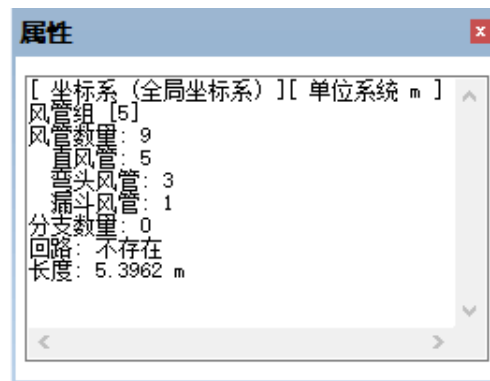 属性
[ 坐标系 (全局坐标系) ][ 单位系统 m ]
风管组 [5]
风管数量: 9
直风管: 5
弯头风管: 3
漏斗风管: 1
分支数量: 0
回路: 不存在
长度: 5.3962 m